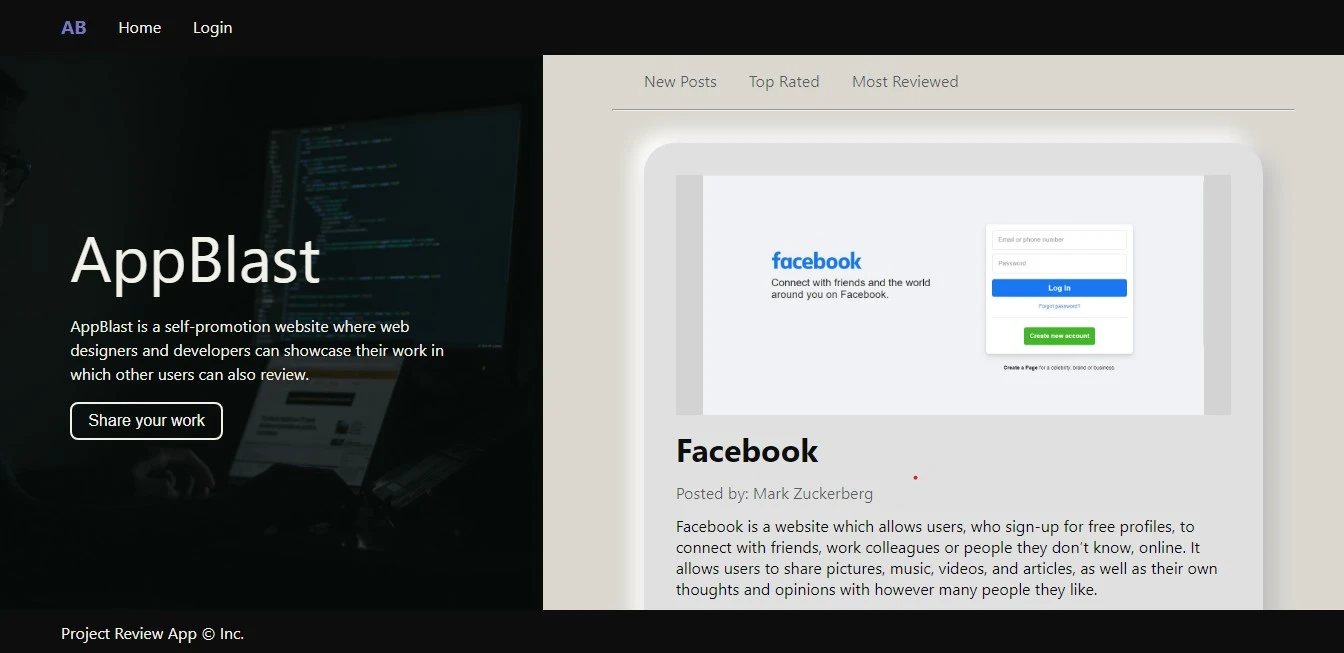 AB Home Login
AppBlast
AppBlast is a self-promotion website where web
designers and developers can showcase their work in
which other users can also review.
Share your work
New Posts Top Rated Most Reviewed
facebook
Connect with friends and the world
around you on Facebook.
Email or phone number
Password
Log In
Forgot password?
Create new account
Create a Page for a celebrity, brand or business.
Facebook
Posted by: Mark Zuckerberg
Facebook is a website which allows users, who sign-up for free profiles, to
connect with friends, work colleagues or people they don't know, online. It
allows users to share pictures, music, videos, and articles, as well as their own
thoughts and opinions with however many people they like.
Project Review App © Inc.